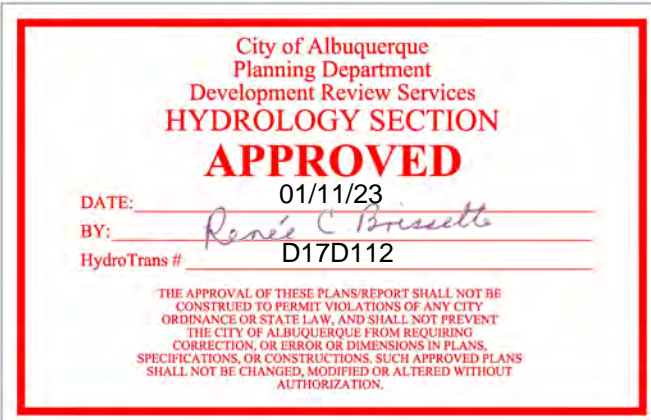 City of Albuquerque
Planning Department
Development Review Services
HYDROLOGY SECTION
APPROVED
DATE: 01/11/23
BY: Renée C Brissette
HydroTrans # D17D112
THE APPROVAL OF THESE PLANS/REPORT SHALL NOT BE
CONSTRUED TO PERMIT VIOLATIONS OF ANY CITY
ORDINANCE OR STATE LAW, AND SHALL NOT PREVENT
THE CITY OF ALBUQUERQUE FROM REQUIRING
CORRECTION, OR ERROR OR DIMENSIONS IN PLANS,
SPECIFICATIONS, OR CONSTRUCTIONS. SUCH APPROVED PLANS
SHALL NOT BE CHANGED, MODIFIED OR ALTERED WITHOUT
AUTHORIZATION.